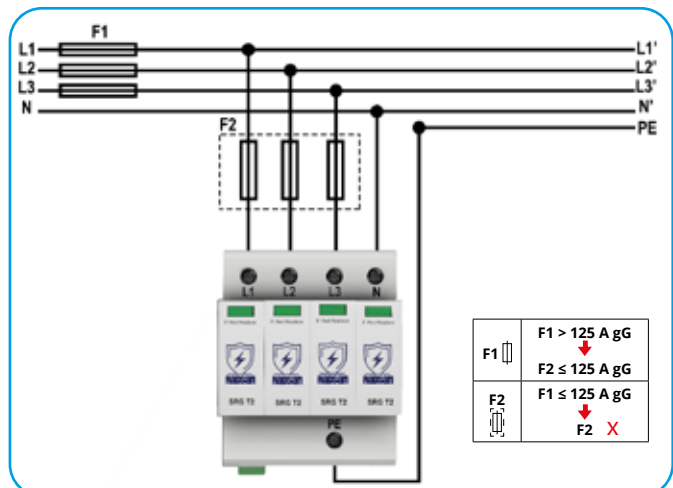 F1
L1 L1'
L2 L2'
L3 L3'
N N'
PE
F2
L1 L2 L3 N
SRG T2 SRG T2 SRG T2 SRG T2
PE
F1 F1 > 125 A gG
F2 ≤ 125 A gG
F2 F1 ≤ 125 A gG
F2 X